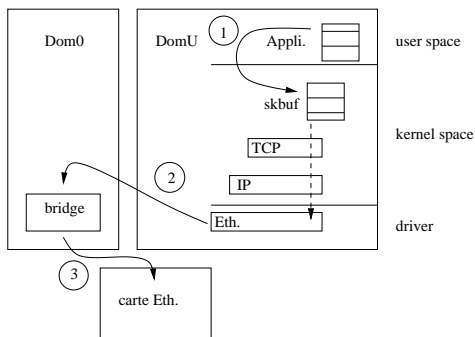 Dom0
DomU
1
Appli.
user space
skbuf
TCP
kernel space
IP
2
bridge
Eth.
driver
3
carte Eth.